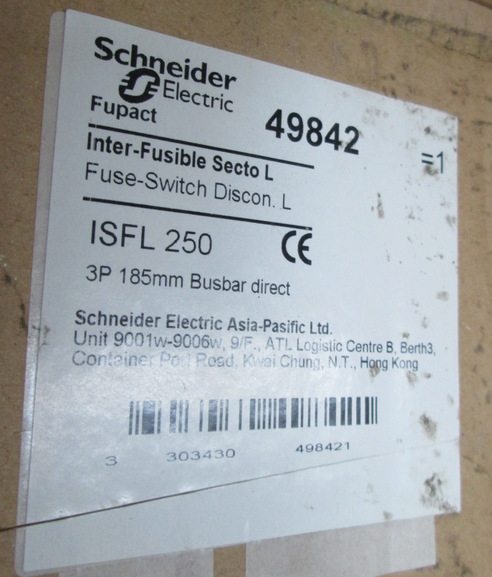 Schneider
Electric
Fupact
49842
=1
Inter-Fusible Secto L
Fuse-Switch Discon. L
ISFL 250
CE
3P 185mm Busbar direct
Schneider Electric Asia-Pasific Ltd.
Unit 9001w-9006w, 9/F., ATL Logistic Centre B, Berth3,
Container Port Road, Kwai Chung, N.T., Hong Kong
3 303430 498421